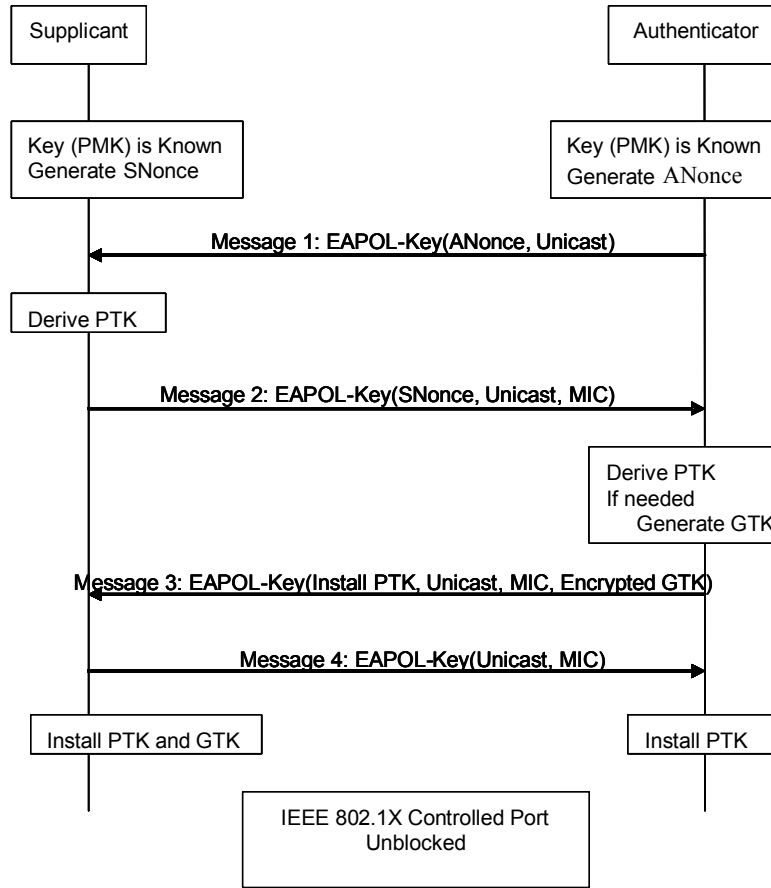 Supplicant
Authenticator
Key (PMK) is Known
Generate SNonce
Key (PMK) is Known
Generate ANonce
Message 1: EAPOL-Key(ANonce, Unicast)
Derive PTK
Message 2: EAPOL-Key(SNonce, Unicast, MIC)
Derive PTK
If needed
Generate GTK
Message 3: EAPOL-Key(Install PTK, Unicast, MIC, Encrypted GTK)
Message 4: EAPOL-Key(Unicast, MIC)
Install PTK and GTK
Install PTK
IEEE 802.1X Controlled Port
Unblocked